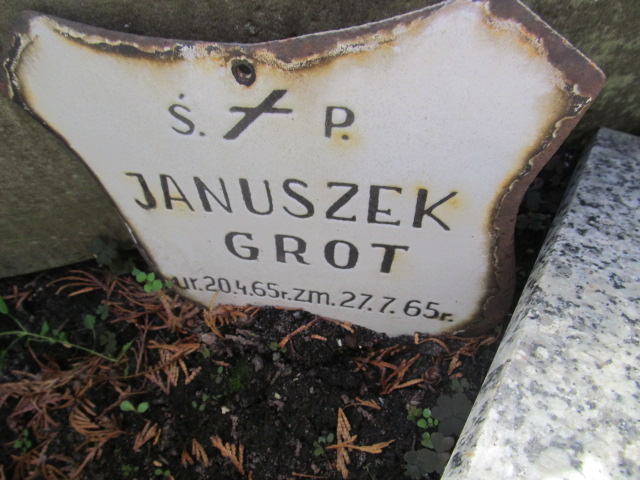 Ś. P.
JANUSZEK
GROT
ur. 20.4.65r. zm. 27.7.65r.